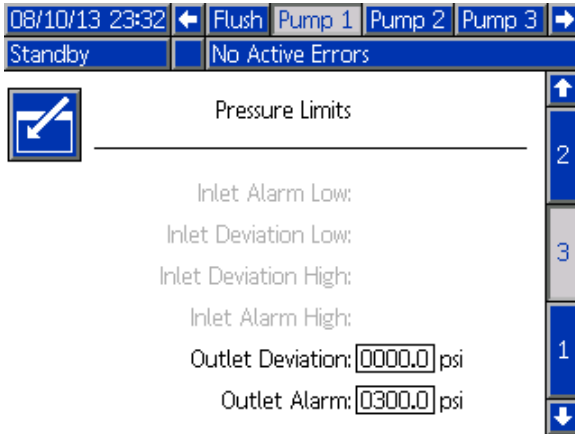 08/10/13 23:32 Flush Pump 1 Pump 2 Pump 3
Standby No Active Errors
Pressure Limits
2
Inlet Alarm Low:
Inlet Deviation Low:
3
Inlet Deviation High:
Inlet Alarm High:
Outlet Deviation: 0000.0 psi
1
Outlet Alarm: 0300.0 psi